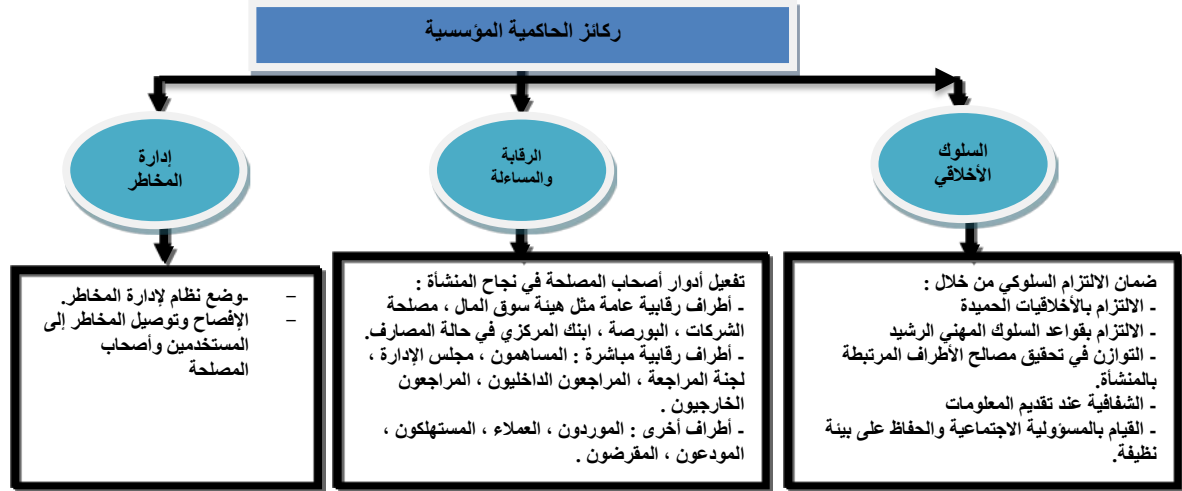 ركائز الحاكمية المؤسسية
السلوك
الأخلاقي
الرقابة
والمساءلة
إدارة
المخاطر
ضمان الالتزام السلوكي من خلال :
- الالتزام بالأخلاقيات الحميدة
- الالتزام بقواعد السلوك المهني الرشيد
- التوازن في تحقيق مصالح الأطراف المرتبطة
بالمنشأة.
- الشفافية عند تقديم المعلومات
- القيام بالمسؤولية الاجتماعية والحفاظ على بيئة
نظيفة.
تفعيل أدوار أصحاب المصلحة في نجاح المنشأة :
- أطراف رقابية عامة مثل هيئة سوق المال ، مصلحة
الشركات ، البورصة ، ابنك المركزي في حالة المصارف.
- أطراف رقابية مباشرة : المساهمون ، مجلس الإدارة ،
لجنة المراجعة ، المراجعون الداخليون ، المراجعون
الخارجيون .
- أطراف أخرى : الموردون ، العملاء ، المستهلكون ،
المودعون ، المقرضون .
- -وضع نظام لإدارة المخاطر.
- الإفصاح وتوصيل المخاطر إلى
المستخدمين وأصحاب
المصلحة